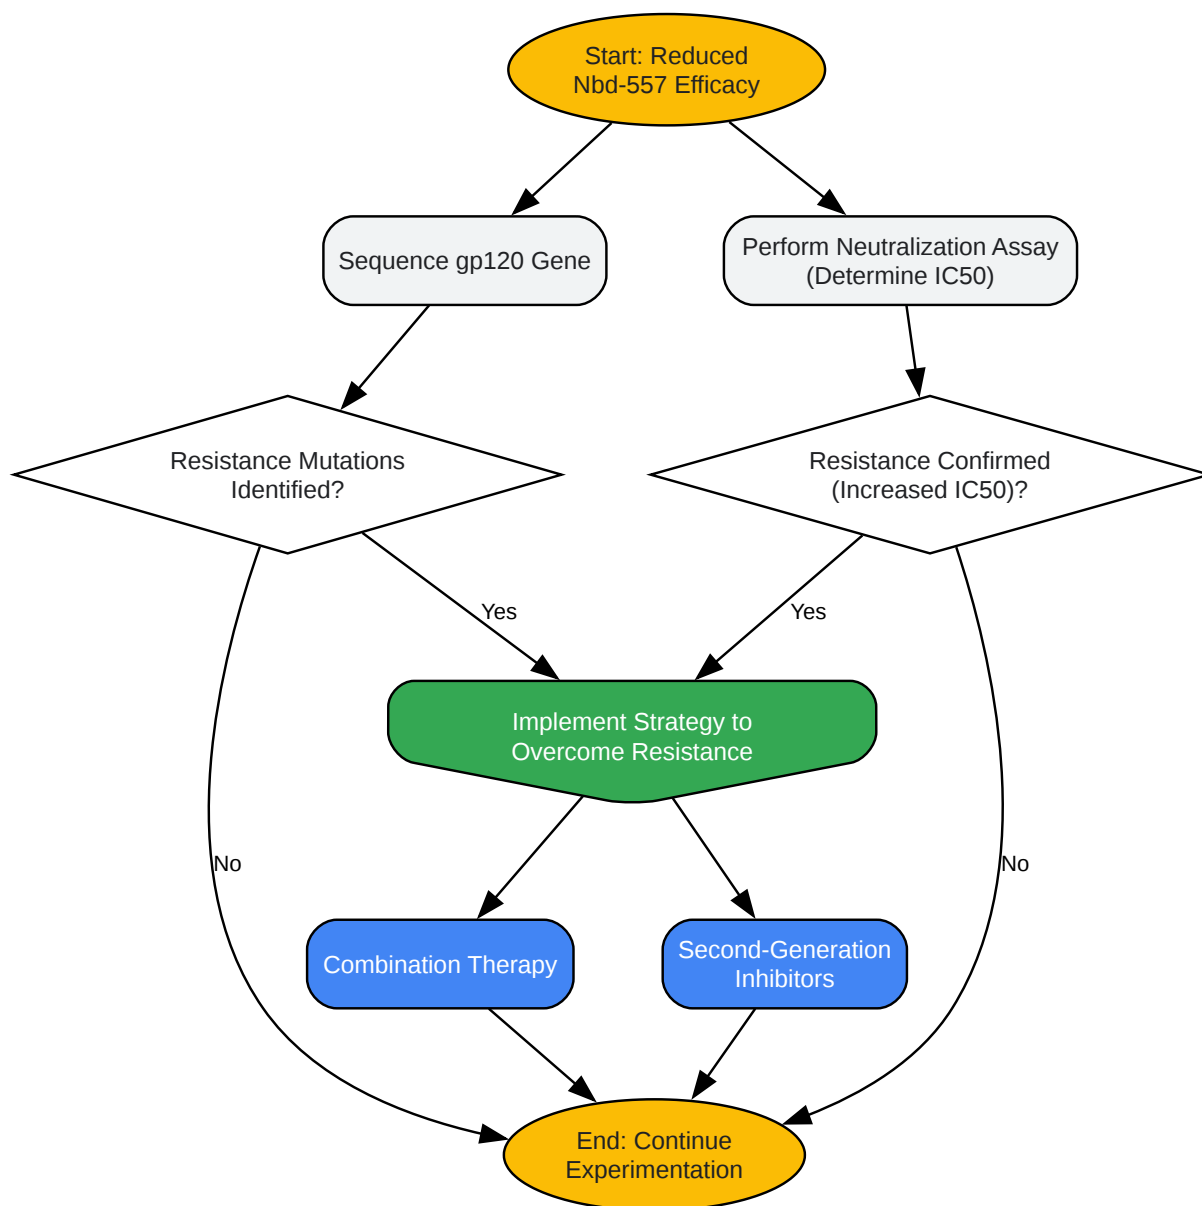 Start: Reduced
Nbd-557 Efficacy
Sequence gp120 Gene
Perform Neutralization Assay
(Determine IC50)
Resistance Mutations
Identified?
Resistance Confirmed
(Increased IC50)?
Yes
Yes
Implement Strategy to
Overcome Resistance
No
No
Combination Therapy
Second-Generation
Inhibitors
End: Continue
Experimentation